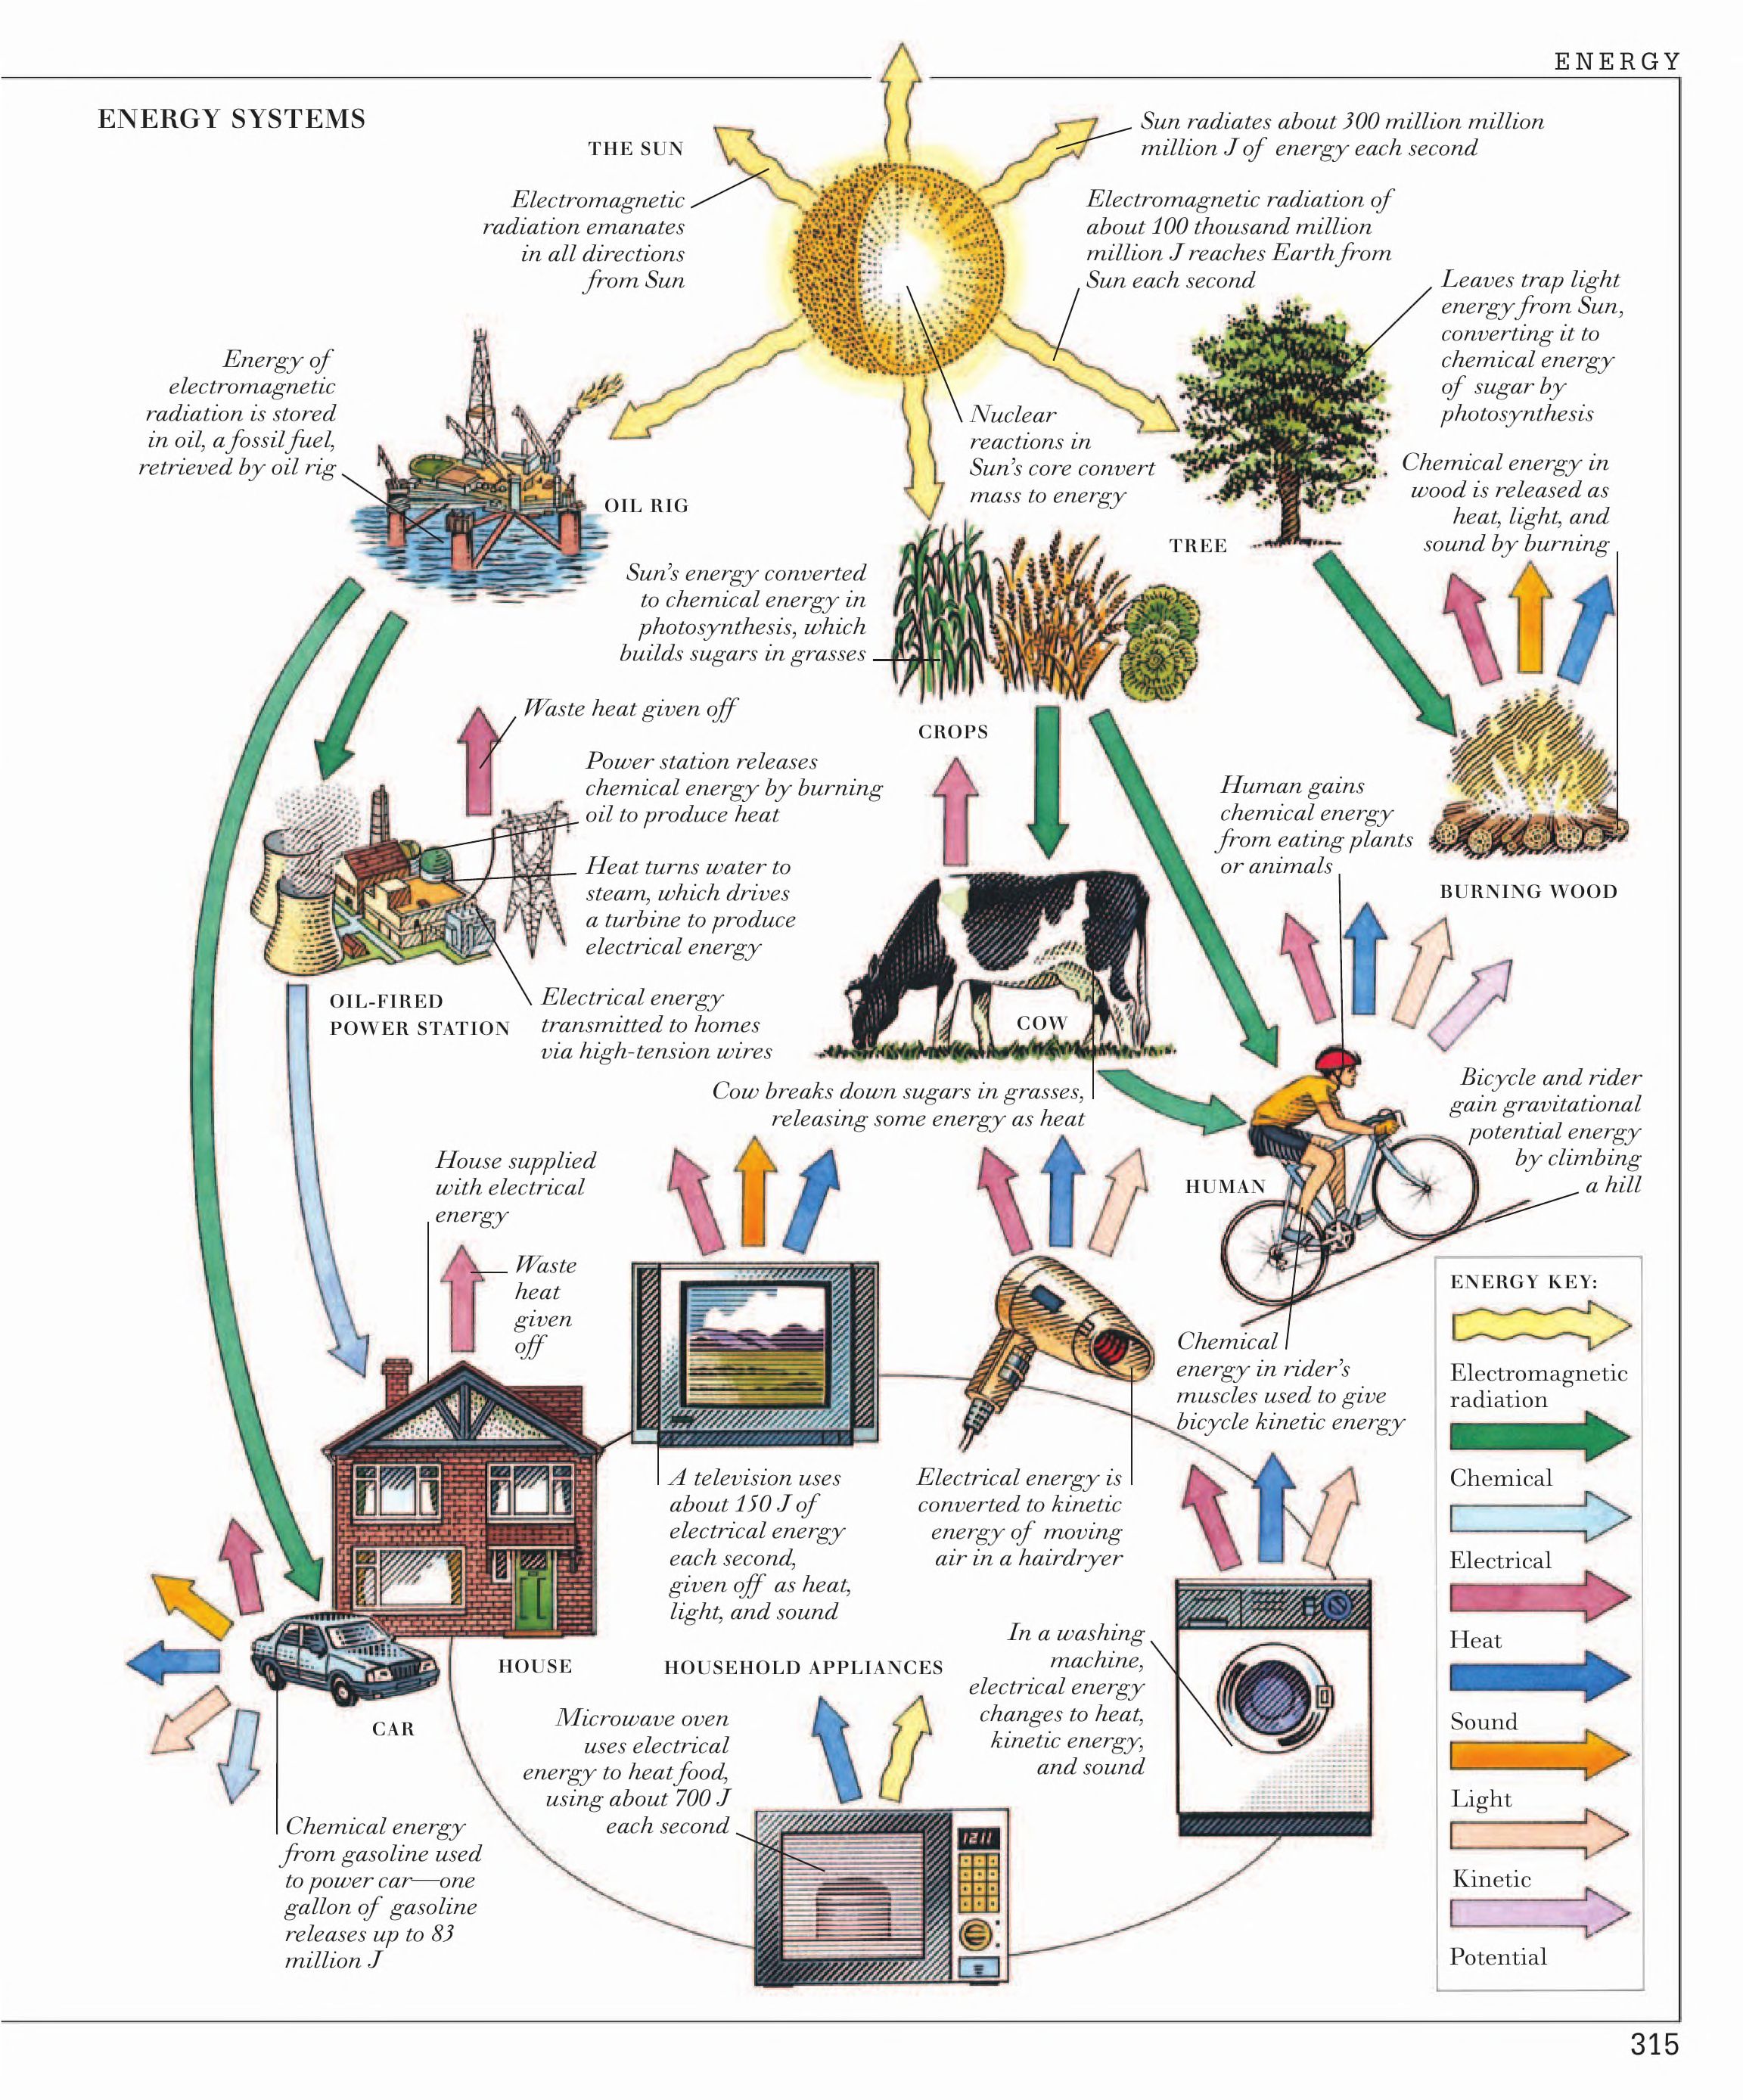 ENERGY
ENERGY SYSTEMS
THE SUN
Sun radiates about 300 million million
million J of energy each second
Electromagnetic
radiation emanates
in all directions
from Sun
Electromagnetic radiation of
about 100 thousand million
million J reaches Earth from
Sun each second
Leaves trap light
energy from Sun,
converting it to
chemical energy
of sugar by
photosynthesis
Energy of
electromagnetic
radiation is stored
in oil, a fossil fuel,
retrieved by oil rig
OIL RIG
Nuclear
reactions in
Sun's core convert
mass to energy
TREE
Chemical energy in
wood is released as
heat, light, and
sound by burning
Sun's energy converted
to chemical energy in
photosynthesis, which
builds sugars in grasses
CROPS
Waste heat given off
Power station releases
chemical energy by burning
oil to produce heat
Heat turns water to
steam, which drives
a turbine to produce
electrical energy
Human gains
chemical energy
from eating plants
or animals
BURNING WOOD
OIL-FIRED
POWER STATION
Electrical energy
transmitted to homes
via high-tension wires
COW
Cow breaks down sugars in grasses,
releasing some energy as heat
Bicycle and rider
gain gravitational
potential energy
by climbing
a hill
HUMAN
House supplied
with electrical
energy
Waste
heat
given
off
Chemical
energy in rider's
muscles used to give
bicycle kinetic energy
A television uses
about 150 J of
electrical energy
each second,
given off as heat,
light, and sound
Electrical energy is
converted to kinetic
energy of moving
air in a hairdryer
HOUSE
HOUSEHOLD APPLIANCES
In a washing
machine,
electrical energy
changes to heat,
kinetic energy,
and sound
CAR
Microwave oven
uses electrical
energy to heat food,
using about 700 J
each second
1211
Chemical energy
from gasoline used
to power car—one
gallon of gasoline
releases up to 83
million J
ENERGY KEY:
Electromagnetic
radiation
Chemical
Electrical
Heat
Sound
Light
Kinetic
Potential
315